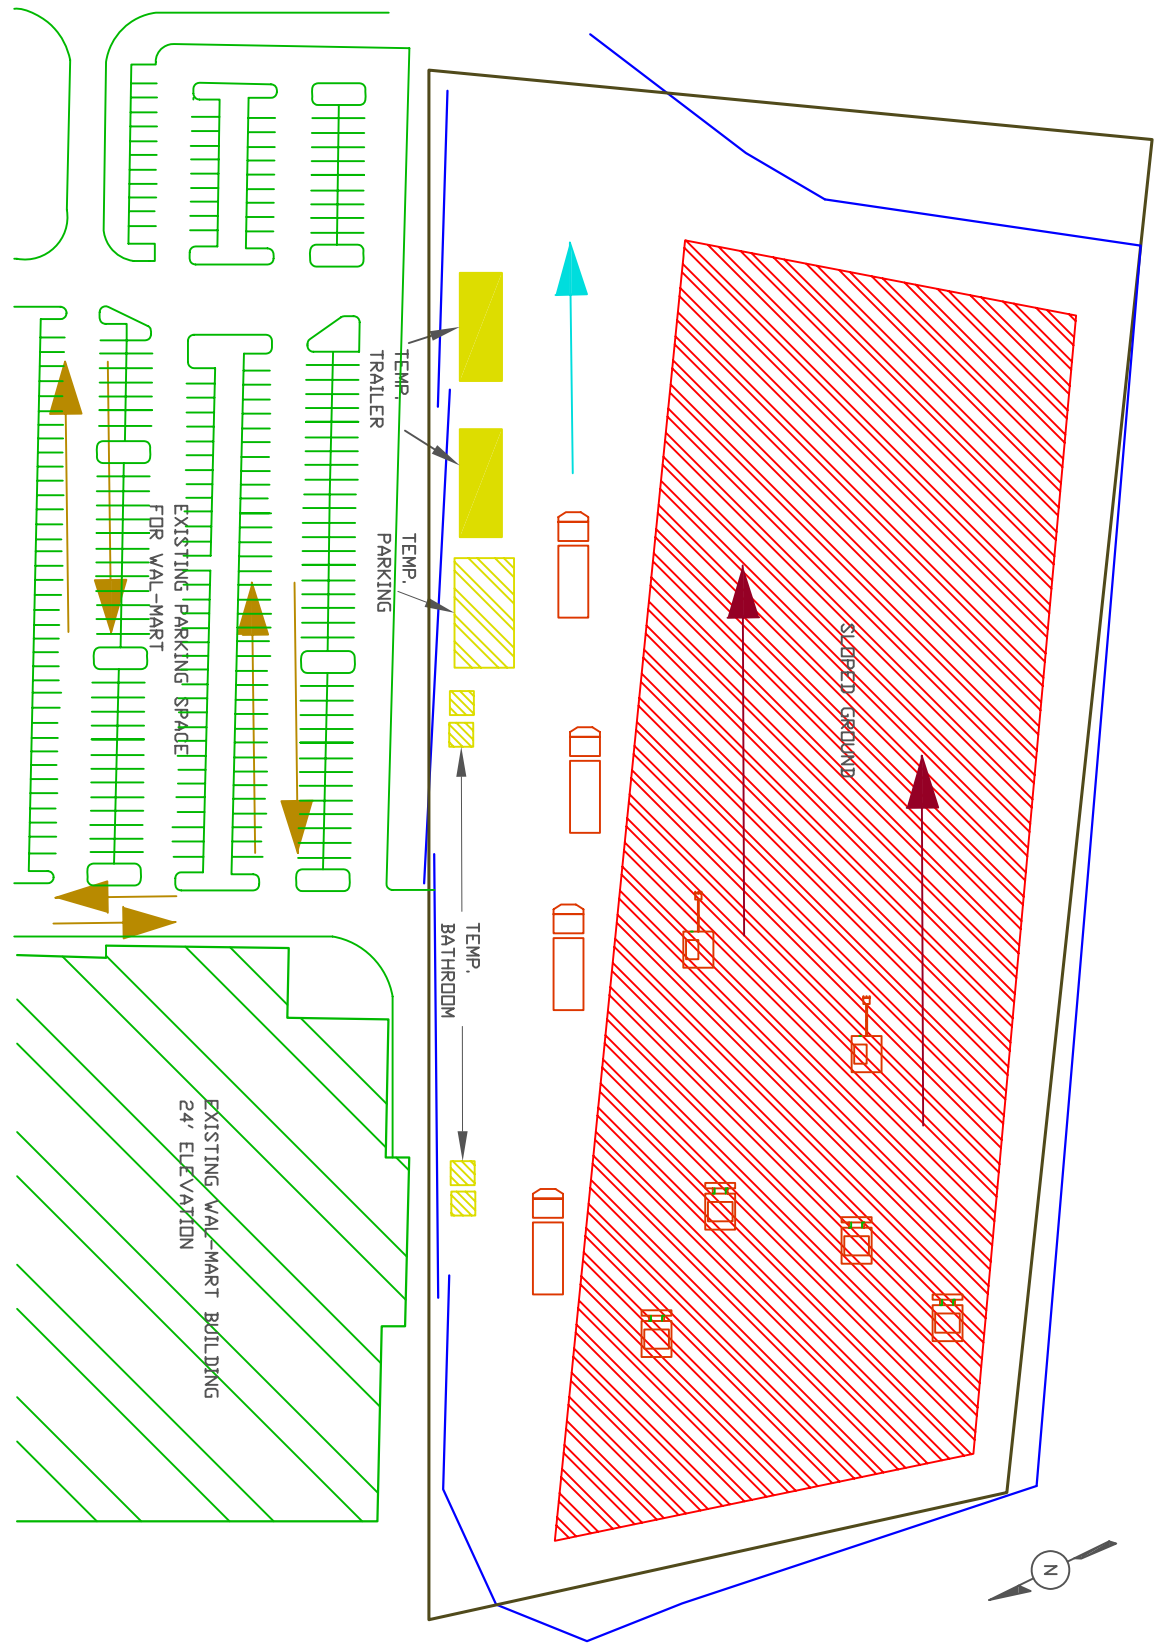 TEMP.
TRAILER
TEMP.
PARKING
EXISTING PARKING SPACE
FOR WAL-MART
SLOPED GROUND
TEMP.
BATHROOM
EXISTING WAL-MART BUILDING
24' ELEVATION
N